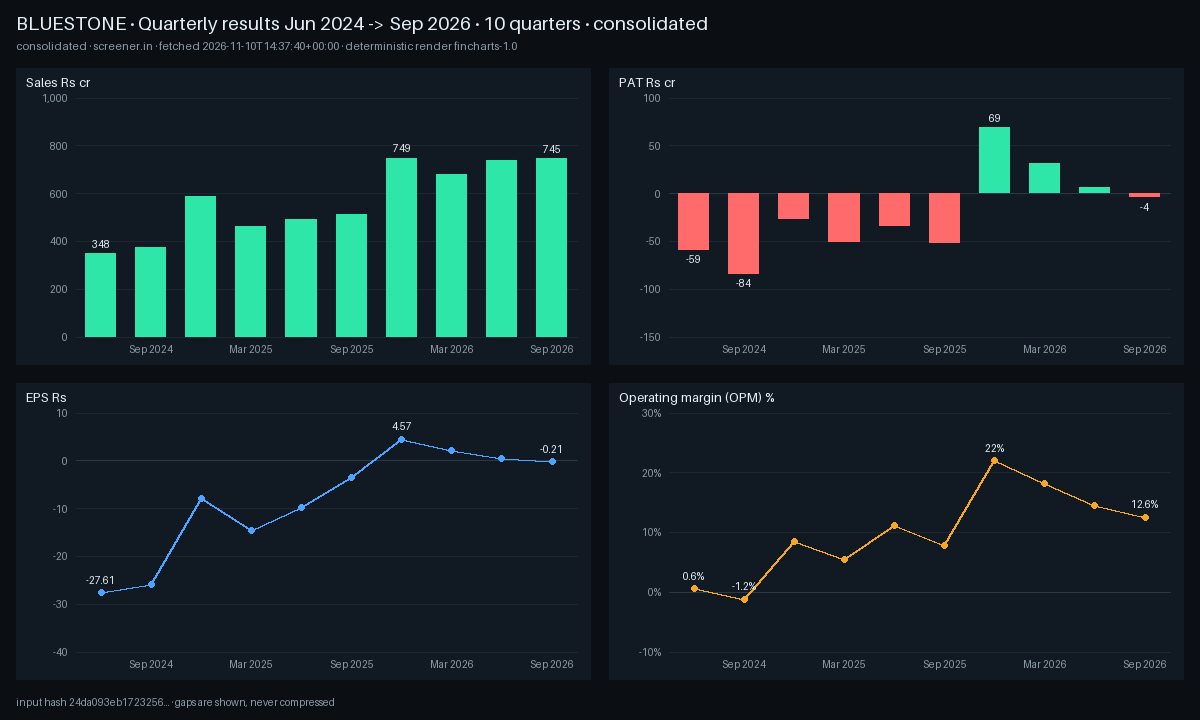 BLUESTONE · Quarterly results Jun 2024 -> Sep 2026 · 10 quarters · consolidated
consolidated · screener.in · fetched 2026-11-10T14:37:40+00:00 · deterministic render fincharts-1.0
Sales Rs cr
1,000
800
600
400
200
0
348
749
745
Sep 2024
Mar 2025
Sep 2025
Mar 2026
Sep 2026
PAT Rs cr
100
50
0
-50
-100
-150
-59
-84
69
-4
Sep 2024
Mar 2025
Sep 2025
Mar 2026
Sep 2026
EPS Rs
10
0
-10
-20
-30
-40
-27.61
4.57
-0.21
Sep 2024
Mar 2025
Sep 2025
Mar 2026
Sep 2026
Operating margin (OPM) %
30%
20%
10%
0%
-10%
0.6%
-1.2%
22%
12.6%
Sep 2024
Mar 2025
Sep 2025
Mar 2026
Sep 2026
input hash 24da093eb1723256… · gaps are shown, never compressed